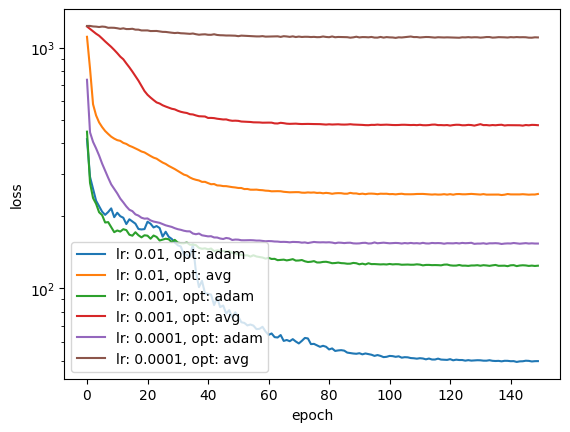 10³
10²
loss
lr: 0.01, opt: adam
lr: 0.01, opt: avg
lr: 0.001, opt: adam
lr: 0.001, opt: avg
lr: 0.0001, opt: adam
lr: 0.0001, opt: avg
0 20 40 60 80 100 120 140
epoch